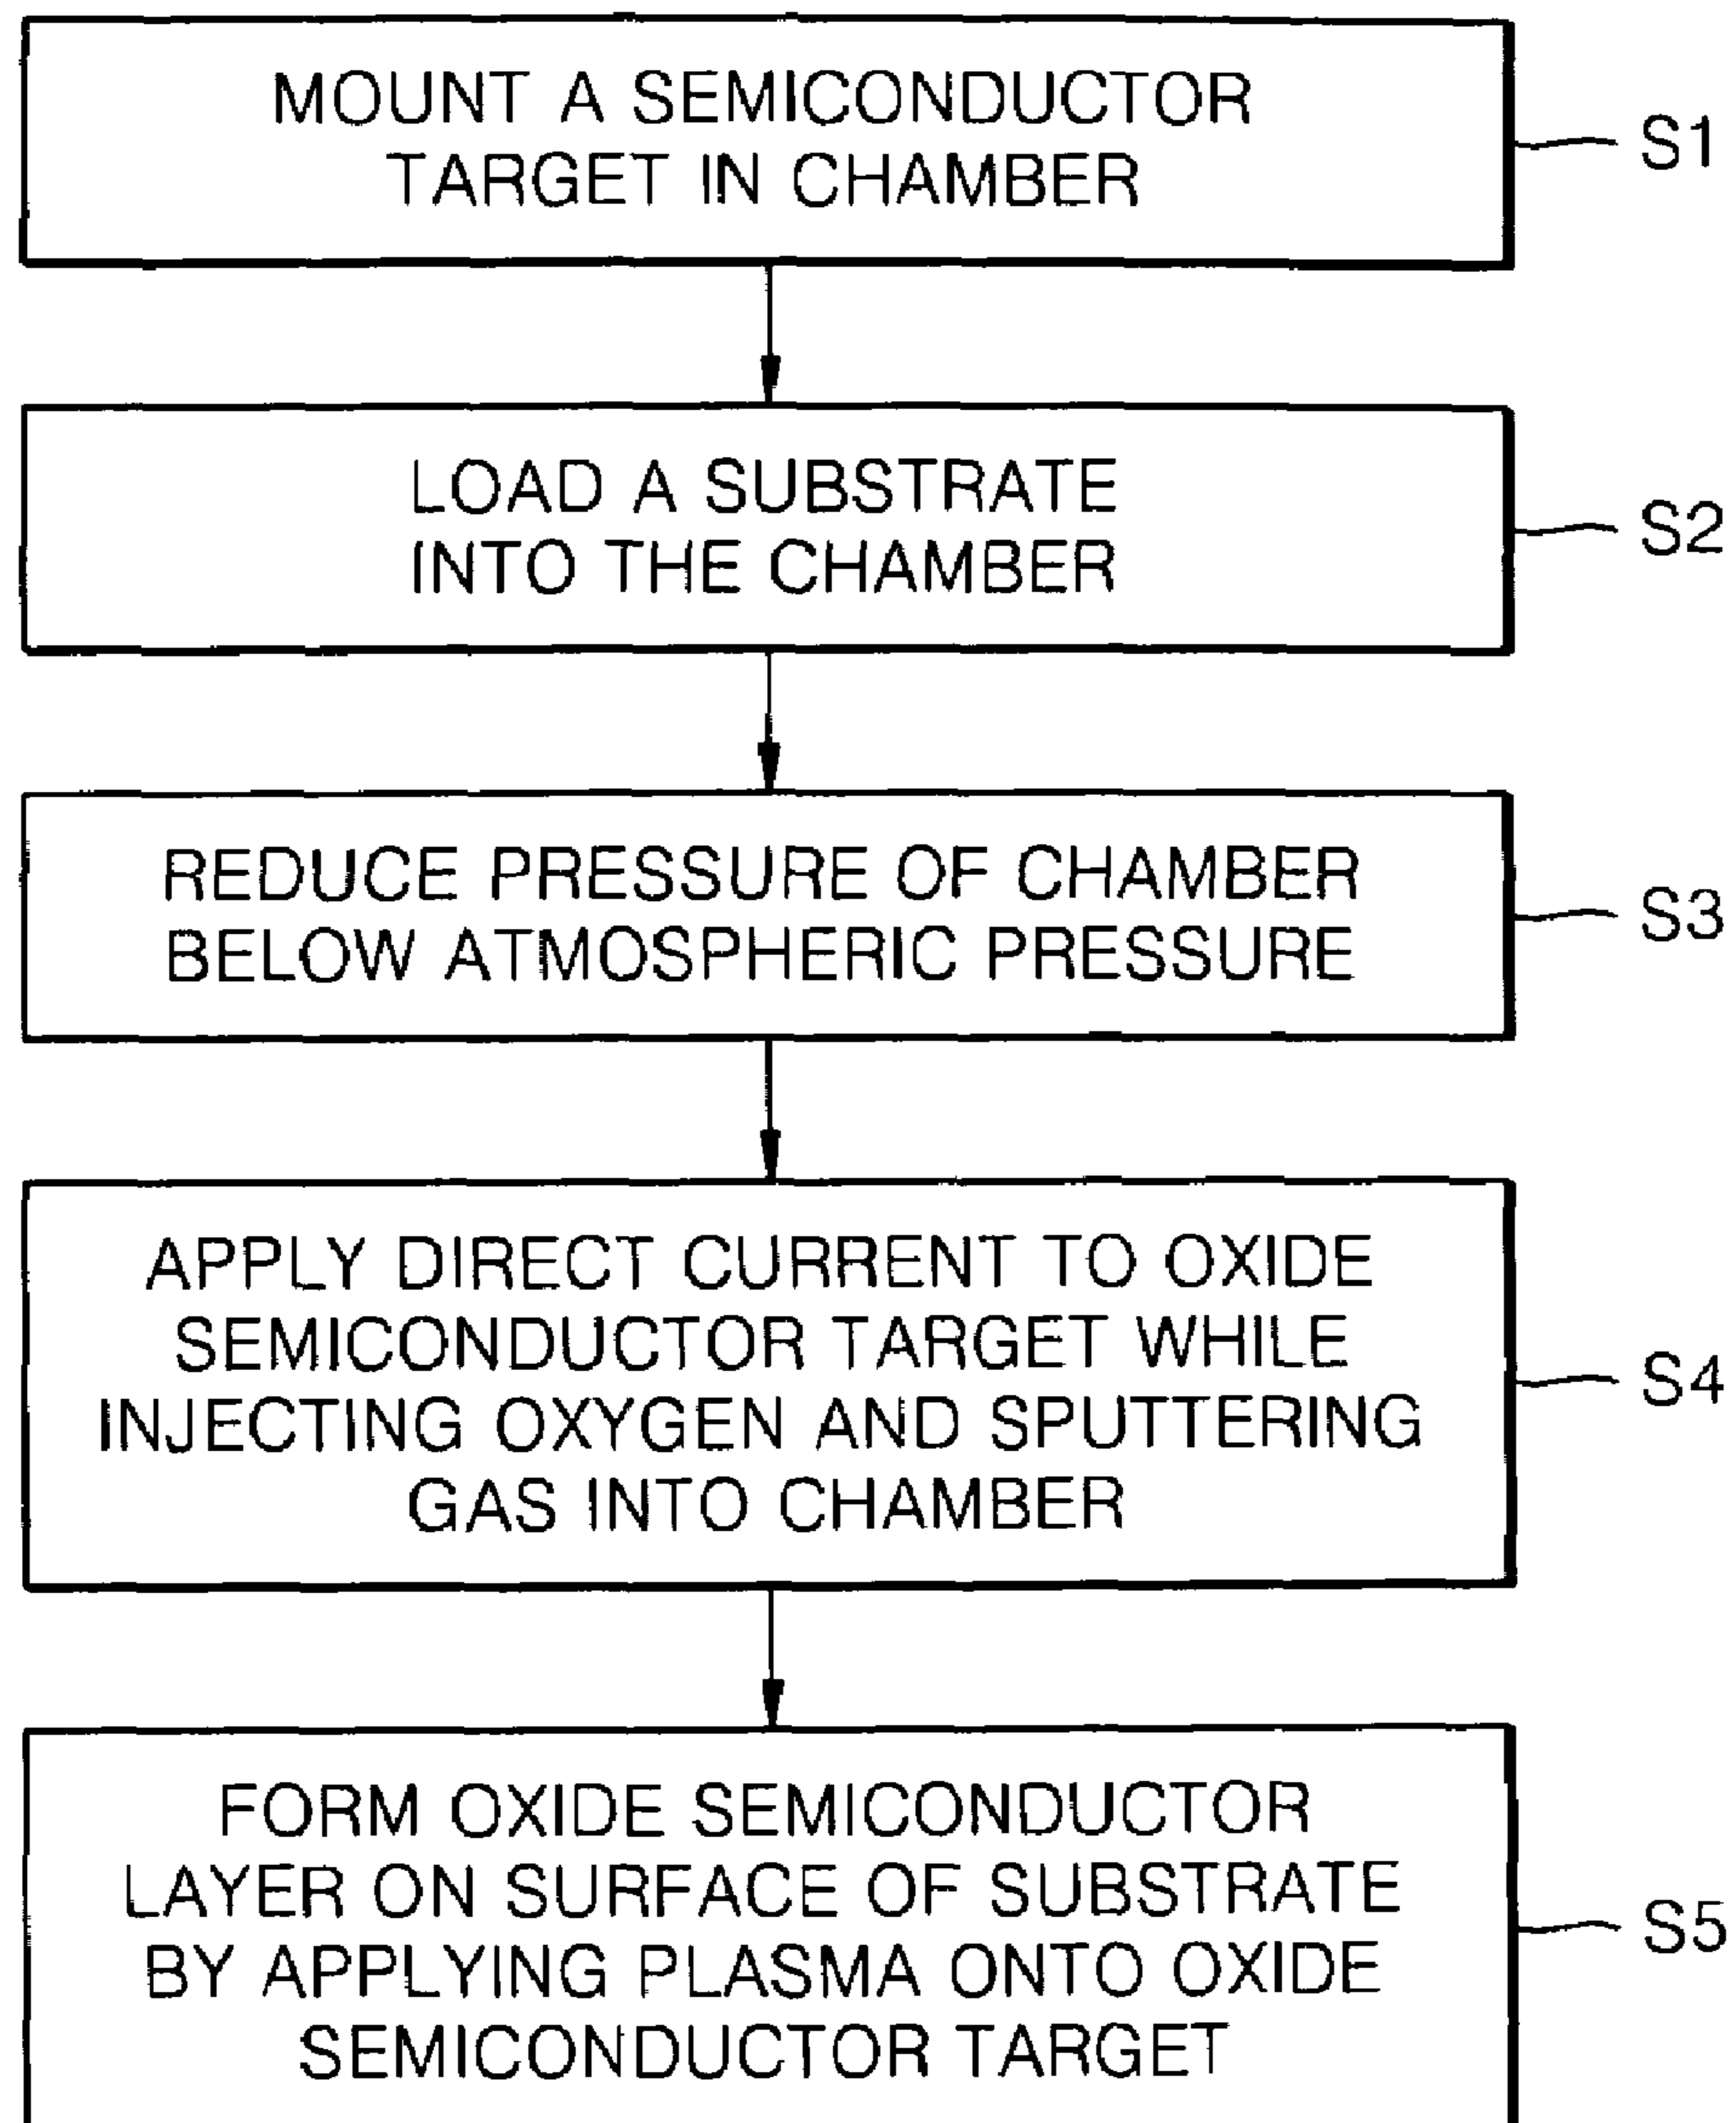 MOUNT A SEMICONDUCTOR
TARGET IN CHAMBER
S1
LOAD A SUBSTRATE
INTO THE CHAMBER
S2
REDUCE PRESSURE OF CHAMBER
BELOW ATMOSPHERIC PRESSURE
S3
APPLY DIRECT CURRENT TO OXIDE
SEMICONDUCTOR TARGET WHILE
INJECTING OXYGEN AND SPUTTERING
GAS INTO CHAMBER
S4
FORM OXIDE SEMICONDUCTOR
LAYER ON SURFACE OF SUBSTRATE
BY APPLYING PLASMA ONTO OXIDE
SEMICONDUCTOR TARGET
S5